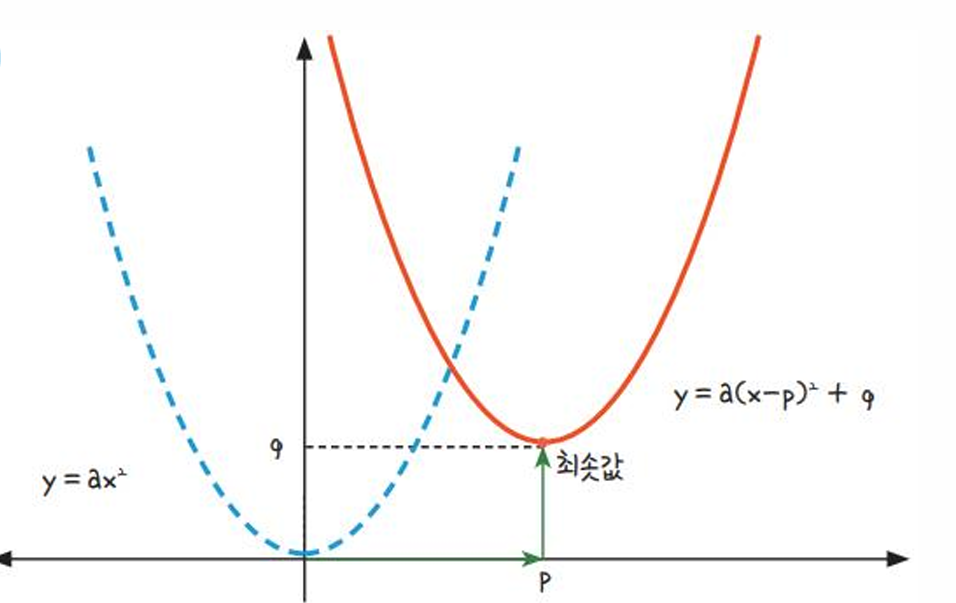 y = a(x-p)² + q
q
최솟값
y = ax²
p